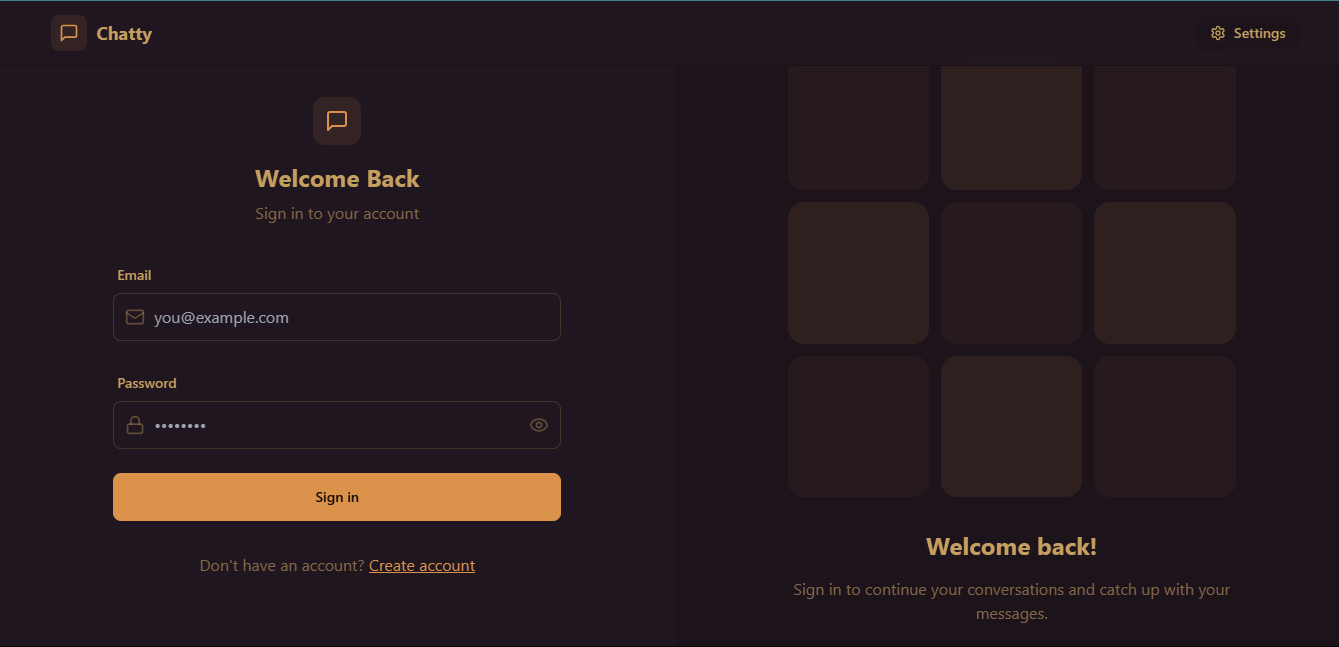 Chatty
Settings
Welcome Back
Sign in to your account
Email
you@example.com
Password
••••••••
Sign in
Don't have an account? Create account
Welcome back!
Sign in to continue your conversations and catch up with your
messages.